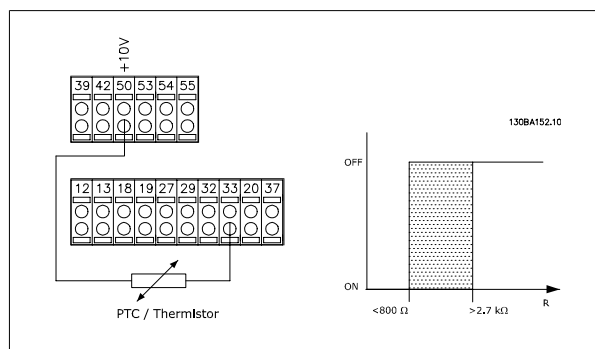 +10V
39 42 50 53 54 55
130BA152.10
OFF
12 13 18 19 27 29 32 33 20 37
ON
R
<800 Ω
>2.7 kΩ
PTC / Thermistor